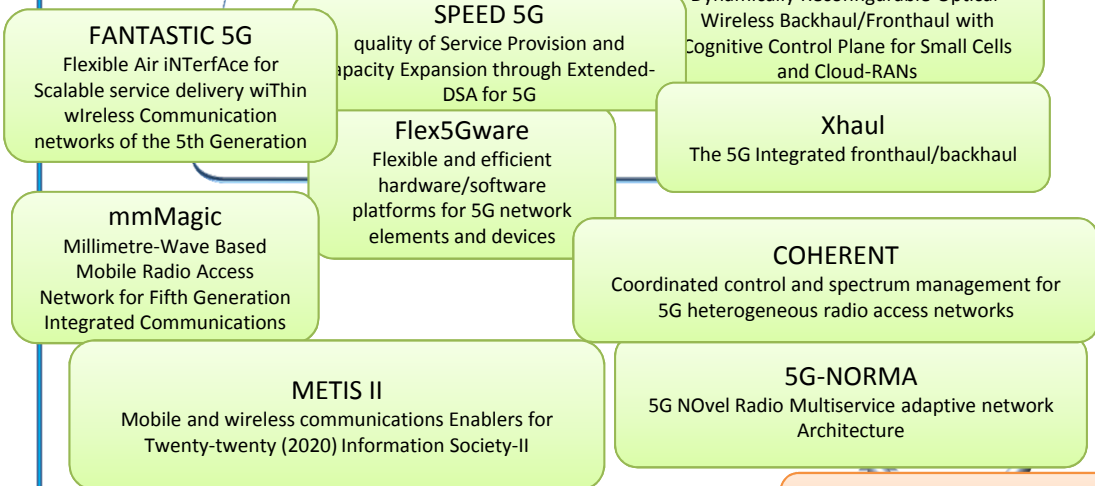 FANTASTIC 5G
Flexible Air iNTerfAce for
Scalable service delivery wiThin
wIreless Communication
networks of the 5th Generation
SPEED 5G
quality of Service Provision and
apacity Expansion through Extended-
DSA for 5G
Dynamically Reconfigurable Optical
Wireless Backhaul/Fronthaul with
Cognitive Control Plane for Small Cells
and Cloud-RANs
Flex5Gware
Flexible and efficient
hardware/software
platforms for 5G network
elements and devices
Xhaul
The 5G Integrated fronthaul/backhaul
mmMagic
Millimetre-Wave Based
Mobile Radio Access
Network for Fifth Generation
Integrated Communications
COHERENT
Coordinated control and spectrum management for
5G heterogeneous radio access networks
METIS II
Mobile and wireless communications Enablers for
Twenty-twenty (2020) Information Society-II
5G-NORMA
5G NOvel Radio Multiservice adaptive network
Architecture